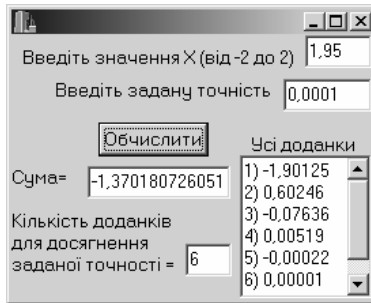 Введіть значення X (від -2 до 2) 1,95
Введіть задану точність 0,0001
Обчислити
Усі доданки
Сума= -1,370180726051
1) -1,90125
2) 0,60246
3) -0,07636
4) 0,00519
5) -0,00022
6) 0,00001
Кількість доданків
для досягнення
заданої точності = 6